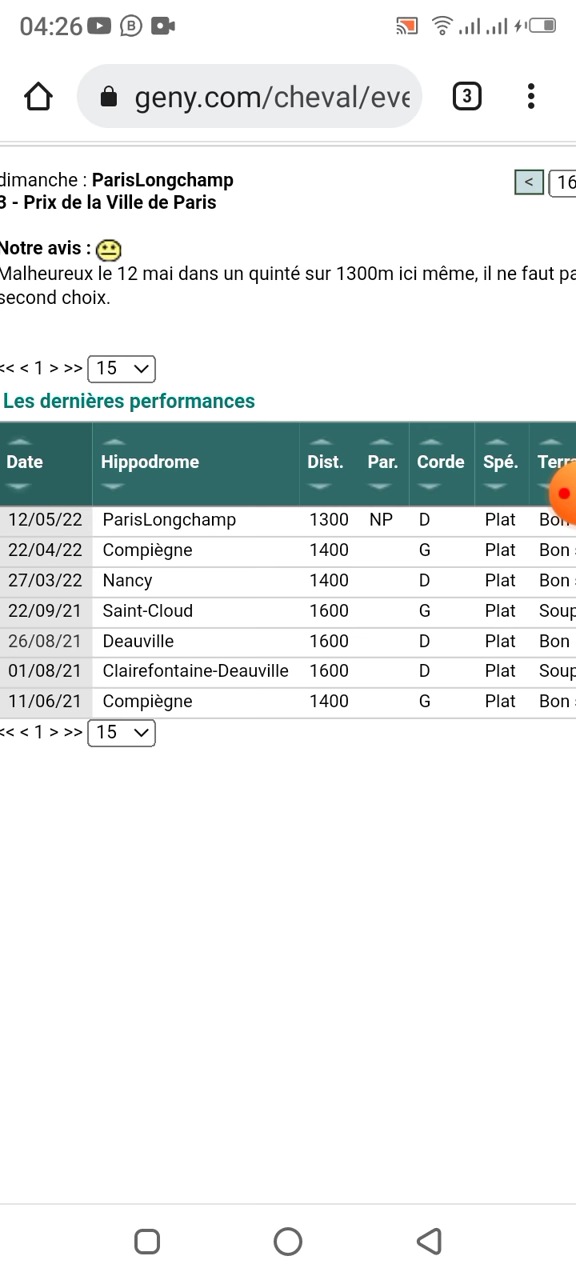 04:26
geny.com/cheval/eve
3
dimanche : ParisLongchamp
3 - Prix de la Ville de Paris
< 16
Notre avis :
Malheureux le 12 mai dans un quinté sur 1300m ici même, il ne faut pa
second choix.
<< < 1 > >> 15
Les dernières performances
Date Hippodrome Dist. Par. Corde Spé. Terra
12/05/22 ParisLongchamp 1300 NP D Plat Bon
22/04/22 Compiègne 1400 G Plat Bon s
27/03/22 Nancy 1400 D Plat Bon s
22/09/21 Saint-Cloud 1600 G Plat Soup
26/08/21 Deauville 1600 D Plat Bon
01/08/21 Clairefontaine-Deauville 1600 D Plat Soup
11/06/21 Compiègne 1400 G Plat Bon s
<< < 1 > >> 15